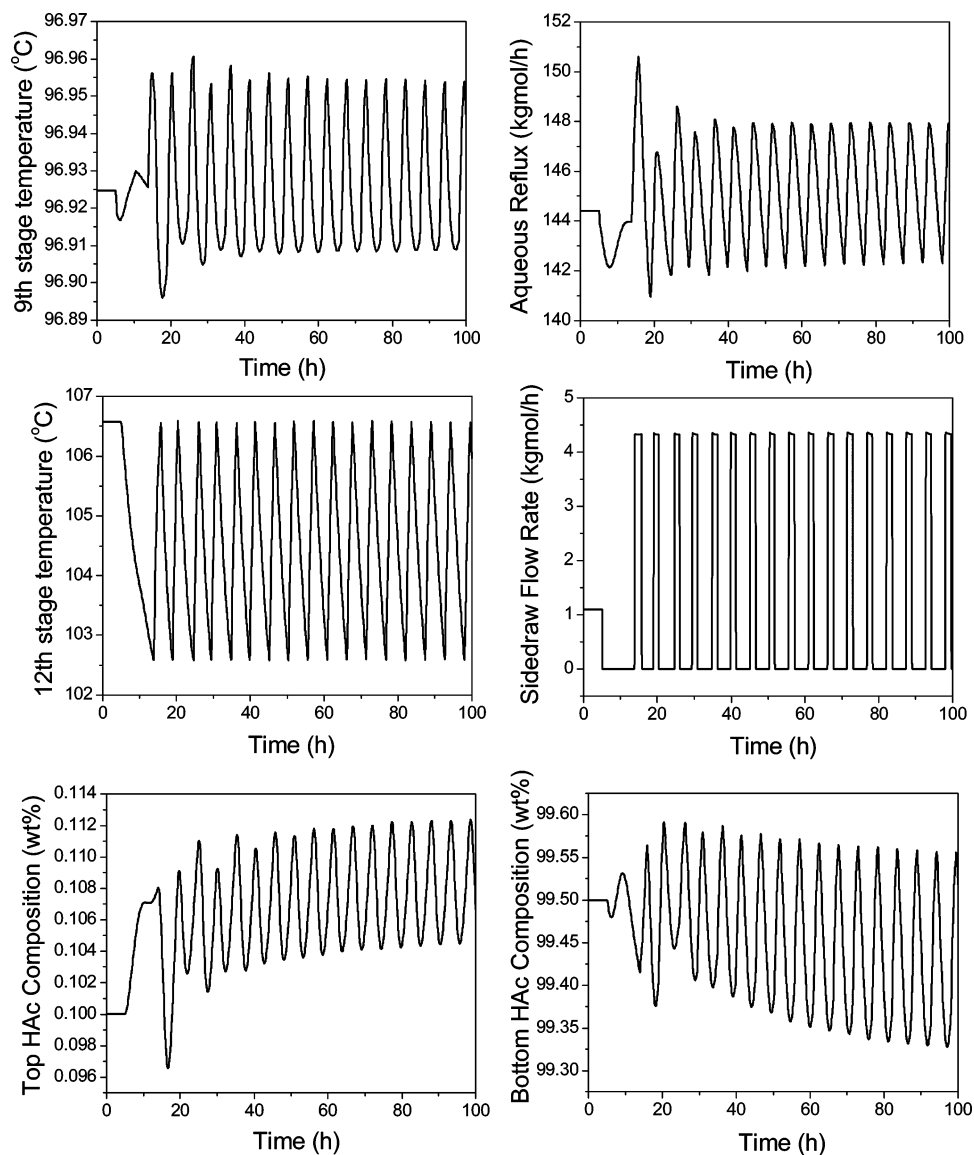 9th stage temperature (°C)
96.97
96.96
96.95
96.94
96.93
96.92
96.91
96.90
96.89
0 20 40 60 80 100
Time (h)
Aqueous Reflux (kgmol/h)
152
150
148
146
144
142
140
0 20 40 60 80 100
Time (h)
12th stage temperature (°C)
107
106
105
104
103
102
0 20 40 60 80 100
Time (h)
Sidedraw Flow Rate (kgmol/h)
5
4
3
2
1
0
0 20 40 60 80 100
Time (h)
Top HAc Composition (wt%)
0.114
0.112
0.110
0.108
0.106
0.104
0.102
0.100
0.098
0.096
0 20 40 60 80 100
Time (h)
Bottom HAc Composition (wt%)
99.60
99.55
99.50
99.45
99.40
99.35
99.30
0 20 40 60 80 100
Time (h)